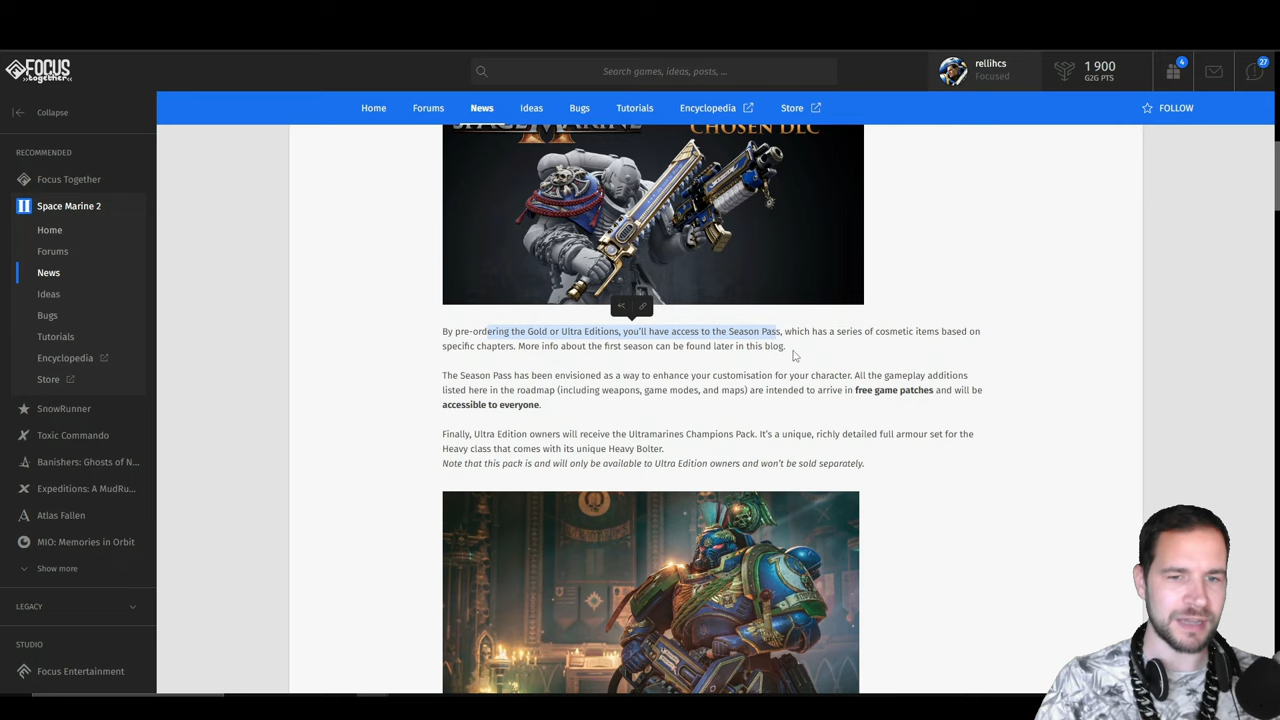 FOCUS
together
Search games, ideas, posts, ...
rellihcs
Focused
1 900
G2G PTS
4
27
Collapse
Home
Forums
News
Ideas
Bugs
Tutorials
Encyclopedia
Store
FOLLOW
RECOMMENDED
Focus Together
Space Marine 2
Home
Forums
News
Ideas
Bugs
Tutorials
Encyclopedia
Store
SnowRunner
Toxic Commando
Banishers: Ghosts of N...
Expeditions: A MudRu...
Atlas Fallen
MIO: Memories in Orbit
Show more
LEGACY
STUDIO
Focus Entertainment
SPACE MARINE
CHOSEN DLC
By pre-ordering the Gold or Ultra Editions, you'll have access to the Season Pass, which has a series of cosmetic items based on
specific chapters. More info about the first season can be found later in this blog.
The Season Pass has been envisioned as a way to enhance your customisation for your character. All the gameplay additions
listed here in the roadmap (including weapons, game modes, and maps) are intended to arrive in free game patches and will be
accessible to everyone.
Finally, Ultra Edition owners will receive the Ultramarines Champions Pack. It's a unique, richly detailed full armour set for the
Heavy class that comes with its unique Heavy Bolter.
Note that this pack is and will only be available to Ultra Edition owners and won't be sold separately.